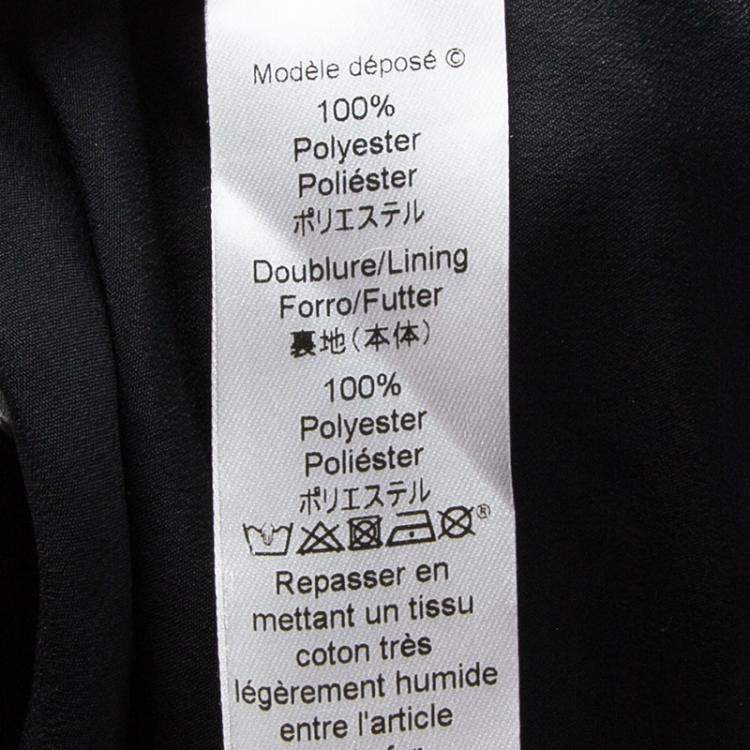 Modèle déposé ©
100%
Polyester
Poliéster
ポリエステル
Doublure/Lining
Forro/Futter
裏地(本体)
100%
Polyester
Poliéster
ポリエステル
®
Repasser en
mettant un tissu
coton très
légèrement humide
entre l'article